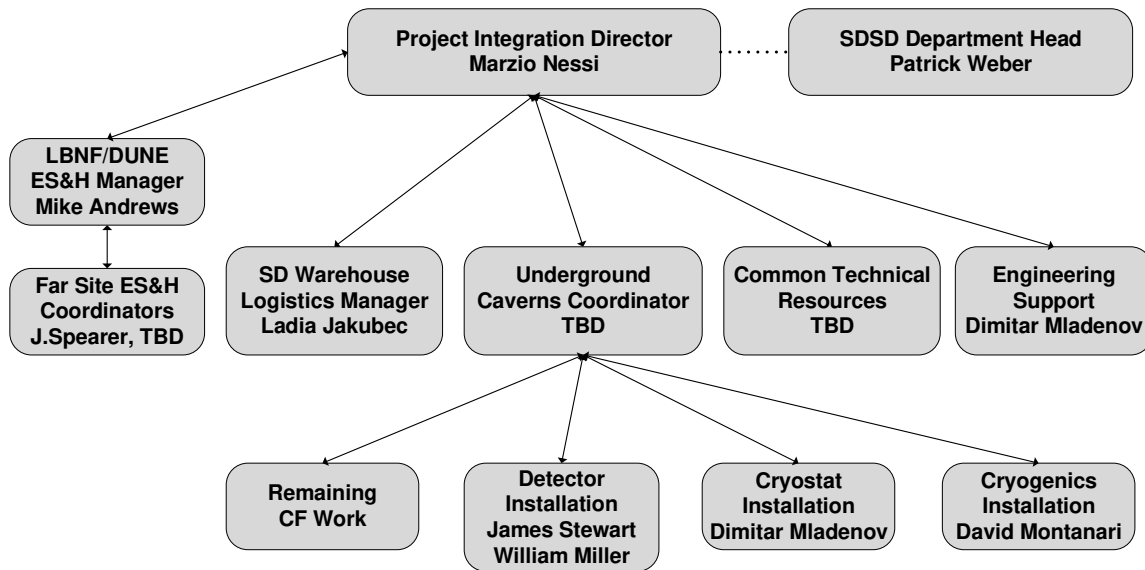 Project Integration Director
Marzio Nessi
SDSD Department Head
Patrick Weber
LBNF/DUNE
ES&H Manager
Mike Andrews
Far Site ES&H
Coordinators
J.Spearer, TBD
SD Warehouse
Logistics Manager
Ladia Jakubec
Underground
Caverns Coordinator
TBD
Common Technical
Resources
TBD
Engineering
Support
Dimitar Mladenov
Remaining
CF Work
Detector
Installation
James Stewart
William Miller
Cryostat
Installation
Dimitar Mladenov
Cryogenics
Installation
David Montanari